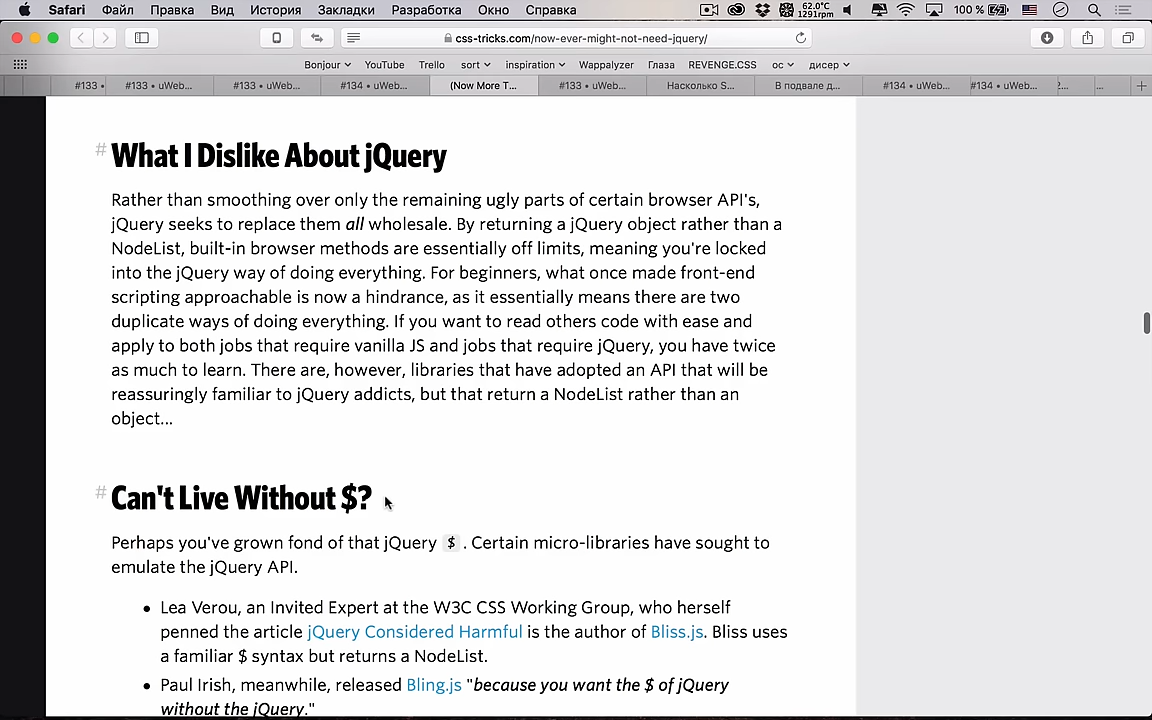 Safari Файл Правка Вид История Закладки Разработка Окно Справка 62.0°C 1291rpm 100 %
css-tricks.com/now-ever-might-not-need-jquery/
Bonjour YouTube Trello sort inspiration Wappalyzer Глаза REVENGE.CSS ос дисер
#133 • #133 • uWeb... #133 • uWeb... #134 • uWeb... (Now More T... #133 • uWeb... Насколько S... В подвале д... #134 • uWeb... #134 • uWeb...
# What I Dislike About jQuery
Rather than smoothing over only the remaining ugly parts of certain browser API's,
jQuery seeks to replace them all wholesale. By returning a jQuery object rather than a
NodeList, built-in browser methods are essentially off limits, meaning you're locked
into the jQuery way of doing everything. For beginners, what once made front-end
scripting approachable is now a hindrance, as it essentially means there are two
duplicate ways of doing everything. If you want to read others code with ease and
apply to both jobs that require vanilla JS and jobs that require jQuery, you have twice
as much to learn. There are, however, libraries that have adopted an API that will be
reassuringly familiar to jQuery addicts, but that return a NodeList rather than an
object...
# Can't Live Without $?
Perhaps you've grown fond of that jQuery $ . Certain micro-libraries have sought to
emulate the jQuery API.
• Lea Verou, an Invited Expert at the W3C CSS Working Group, who herself
penned the article jQuery Considered Harmful is the author of Bliss.js. Bliss uses
a familiar $ syntax but returns a NodeList.
• Paul Irish, meanwhile, released Bling.js "because you want the $ of jQuery
without the jQuery."